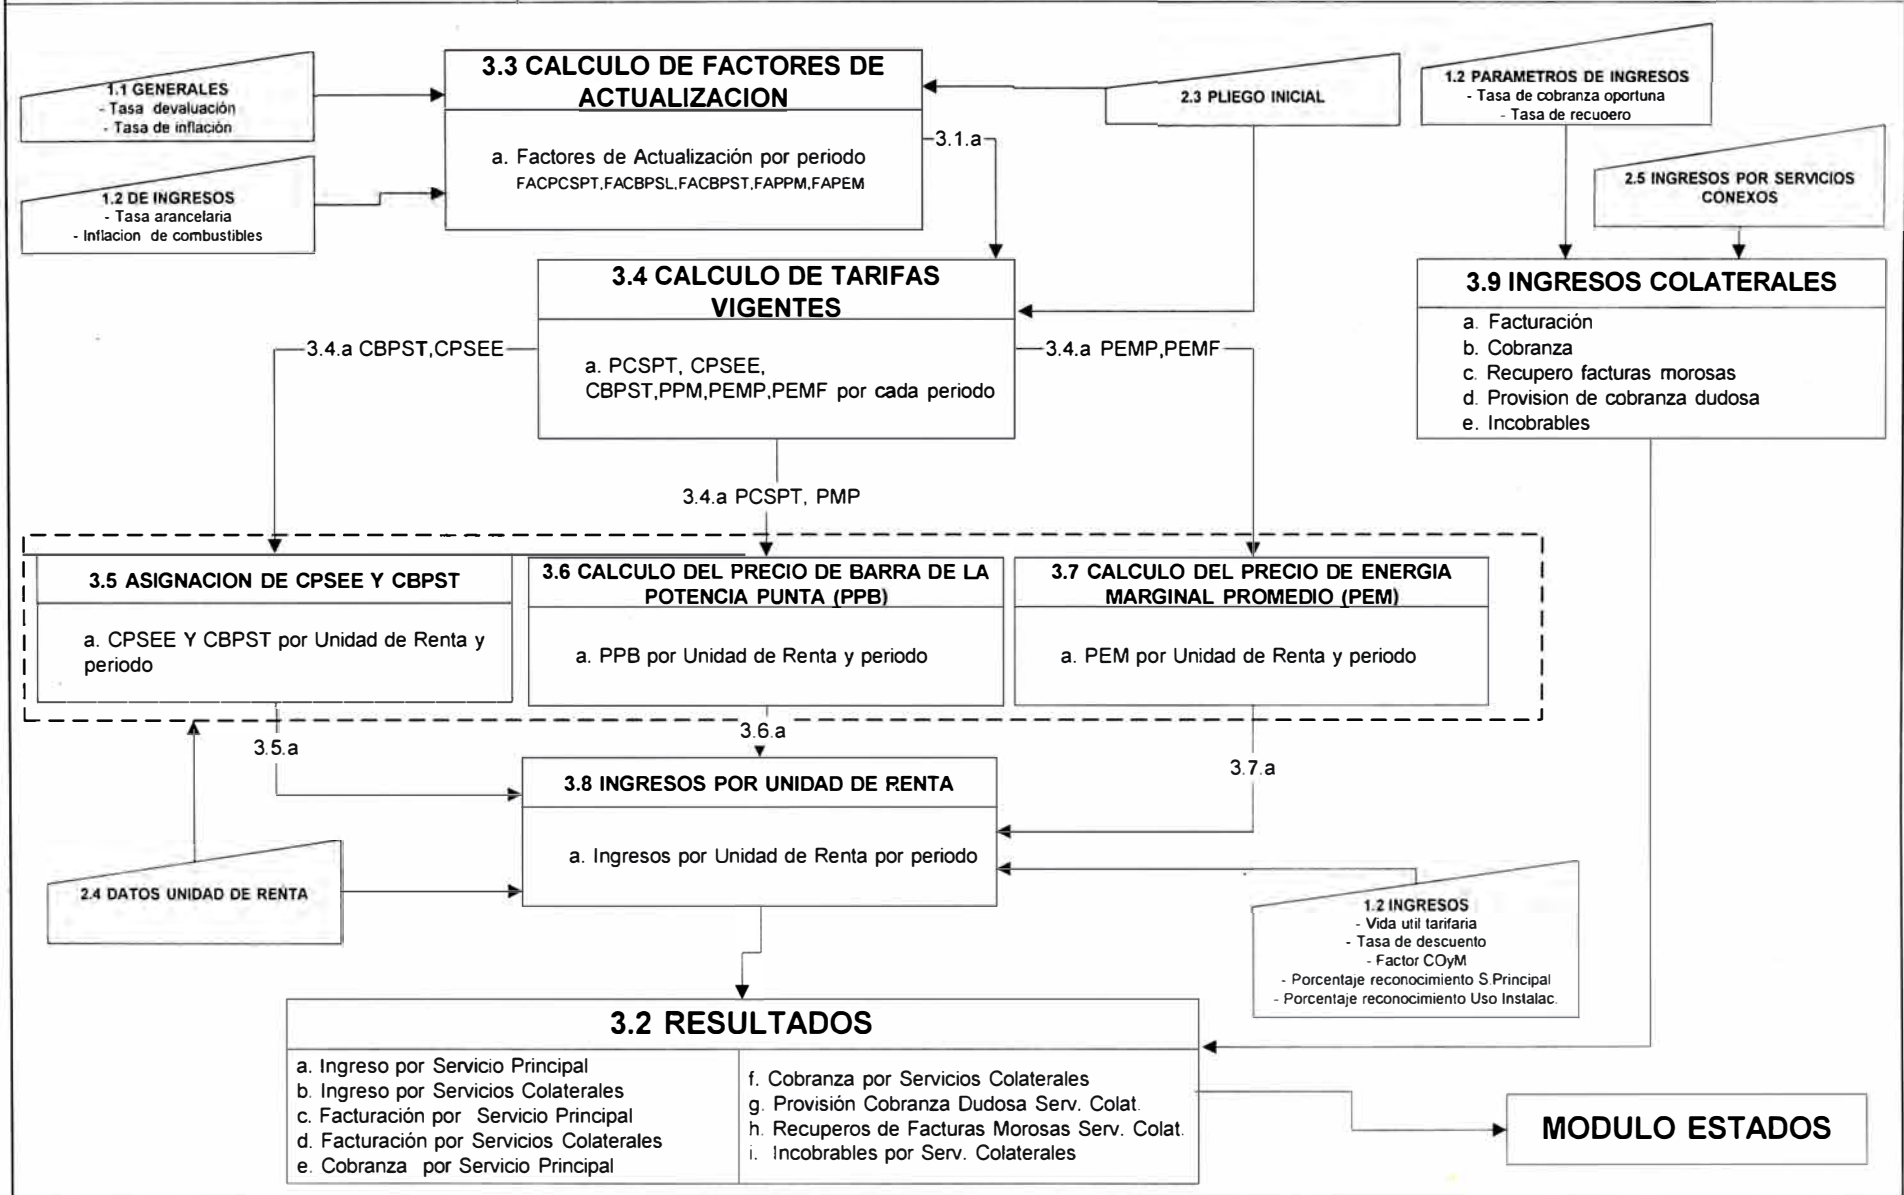 1.1 GENERALES
- Tasa devaluación
- Tasa de inflación
1.2 DE INGRESOS
- Tasa arancelaria
- Inflacion de combustibles
3.3 CALCULO DE FACTORES DE
ACTUALIZACION
a. Factores de Actualización por periodo
FACPCSPT,FACBPSL,FACBPST,FAPPM,FAPEM
3.1.a
2.3 PLIEGO INICIAL
1.2 PARAMETROS DE INGRESOS
- Tasa de cobranza oportuna
- Tasa de recuoero
2.5 INGRESOS POR SERVICIOS
CONEXOS
3.4 CALCULO DE TARIFAS
VIGENTES
a. PCSPT, CPSEE,
CBPST,PPM,PEMP,PEMF por cada periodo
3.9 INGRESOS COLATERALES
a. Facturación
b. Cobranza
c. Recupero facturas morosas
d. Provision de cobranza dudosa
e. Incobrables
3.4.a CBPST,CPSEE
3.4.a PEMP,PEMF
3.4.a PCSPT, PMP
3.5 ASIGNACION DE CPSEE Y CBPST
a. CPSEE Y CBPST por Unidad de Renta y
periodo
3.6 CALCULO DEL PRECIO DE BARRA DE LA
POTENCIA PUNTA (PPB)
a. PPB por Unidad de Renta y periodo
3.7 CALCULO DEL PRECIO DE ENERGIA
MARGINAL PROMEDIO (PEM)
a. PEM por Unidad de Renta y periodo
3.5.a
3.6.a
3.7.a
3.8 INGRESOS POR UNIDAD DE RENTA
a. Ingresos por Unidad de Renta por periodo
2.4 DATOS UNIDAD DE RENTA
1.2 INGRESOS
- Vida util tarifaria
- Tasa de descuento
- Factor COyM
- Porcentaje reconocimiento S.Principal
- Porcentaje reconocimiento Uso Instalac.
3.2 RESULTADOS
a. Ingreso por Servicio Principal
b. Ingreso por Servicios Colaterales
c. Facturación por Servicio Principal
d. Facturación por Servicios Colaterales
e. Cobranza por Servicio Principal
f. Cobranza por Servicios Colaterales
g. Provisión Cobranza Dudosa Serv. Colat.
h. Recuperos de Facturas Morosas Serv. Colat.
i. Incobrables por Serv. Colaterales
MODULO ESTADOS